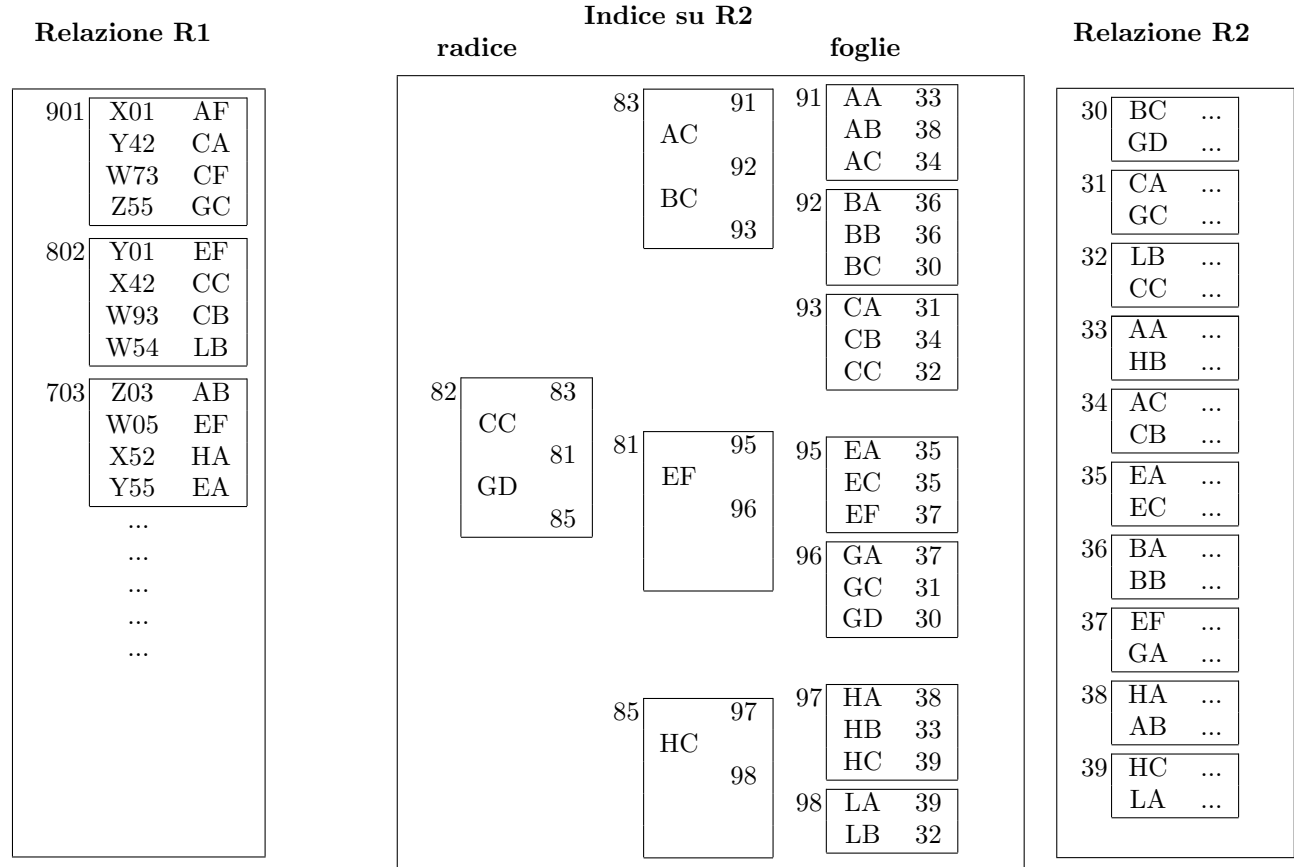 Indice su R2
Relazione R1
radice
foglie
Relazione R2
901 X01 AF
Y42 CA
W73 CF
Z55 GC
802 Y01 EF
X42 CC
W93 CB
W54 LB
703 Z03 AB
W05 EF
X52 HA
Y55 EA
...
...
...
...
...
82 83
CC
81
GD
85
83 91
AC
92
BC
93
81 95
EF
96
85 97
HC
98
91 AA 33
AB 38
AC 34
92 BA 36
BB 36
BC 30
93 CA 31
CB 34
CC 32
95 EA 35
EC 35
EF 37
96 GA 37
GC 31
GD 30
97 HA 38
HB 33
HC 39
98 LA 39
LB 32
30 BC ...
GD ...
31 CA ...
GC ...
32 LB ...
CC ...
33 AA ...
HB ...
34 AC ...
CB ...
35 EA ...
EC ...
36 BA ...
BB ...
37 EF ...
GA ...
38 HA ...
AB ...
39 HC ...
LA ...